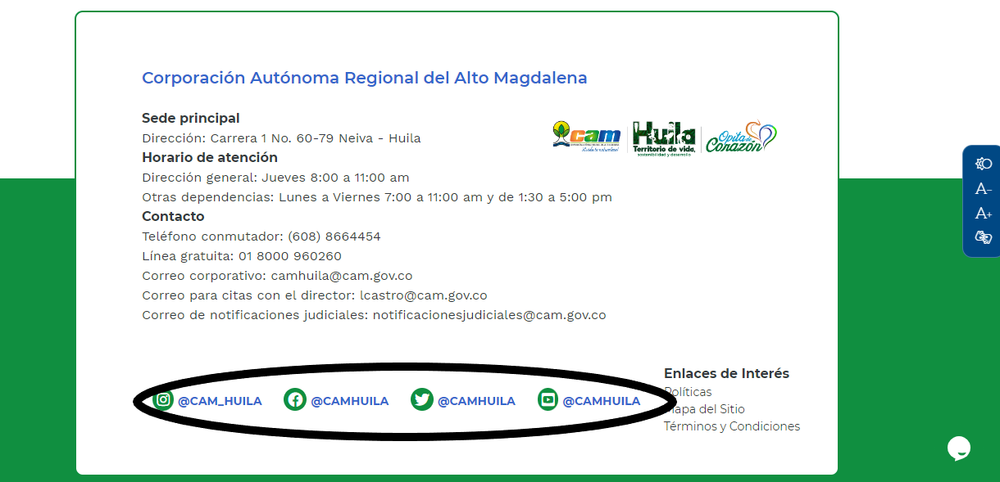 Corporación Autónoma Regional del Alto Magdalena
Sede principal
Dirección: Carrera 1 No. 60-79 Neiva - Huila
Horario de atención
Dirección general: Jueves 8:00 a 11:00 am
Otras dependencias: Lunes a Viernes 7:00 a 11:00 am y de 1:30 a 5:00 pm
Contacto
Teléfono conmutador: (608) 8664454
Línea gratuita: 01 8000 960260
Correo corporativo: camhuila@cam.gov.co
Correo para citas con el director: lcastro@cam.gov.co
Correo de notificaciones judiciales: notificacionesjudiciales@cam.gov.co
cam
Huila
Territorio de vida,
sostenibilidad y desarrollo
Opita de
Corazón
A-
A+
@CAM_HUILA @CAMHUILA @CAMHUILA @CAMHUILA
Enlaces de Interés
Políticas
Mapa del Sitio
Términos y Condiciones